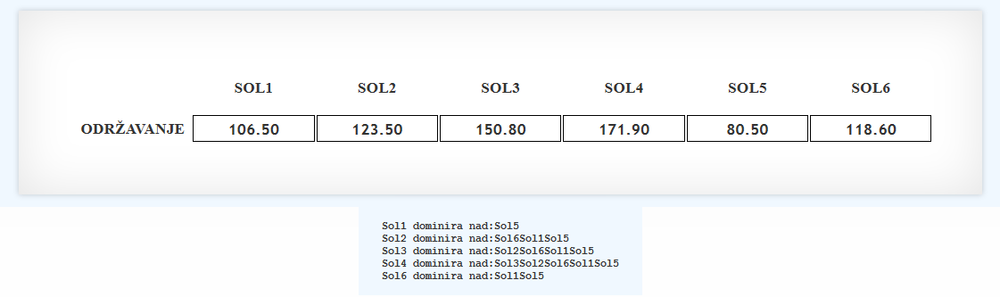 SOL1 SOL2 SOL3 SOL4 SOL5 SOL6
ODRŽAVANJE 106.50 123.50 150.80 171.90 80.50 118.60
Sol1 dominira nad:Sol5
Sol2 dominira nad:Sol6Sol1Sol5
Sol3 dominira nad:Sol2Sol6Sol1Sol5
Sol4 dominira nad:Sol3Sol2Sol6Sol1Sol5
Sol6 dominira nad:Sol1Sol5